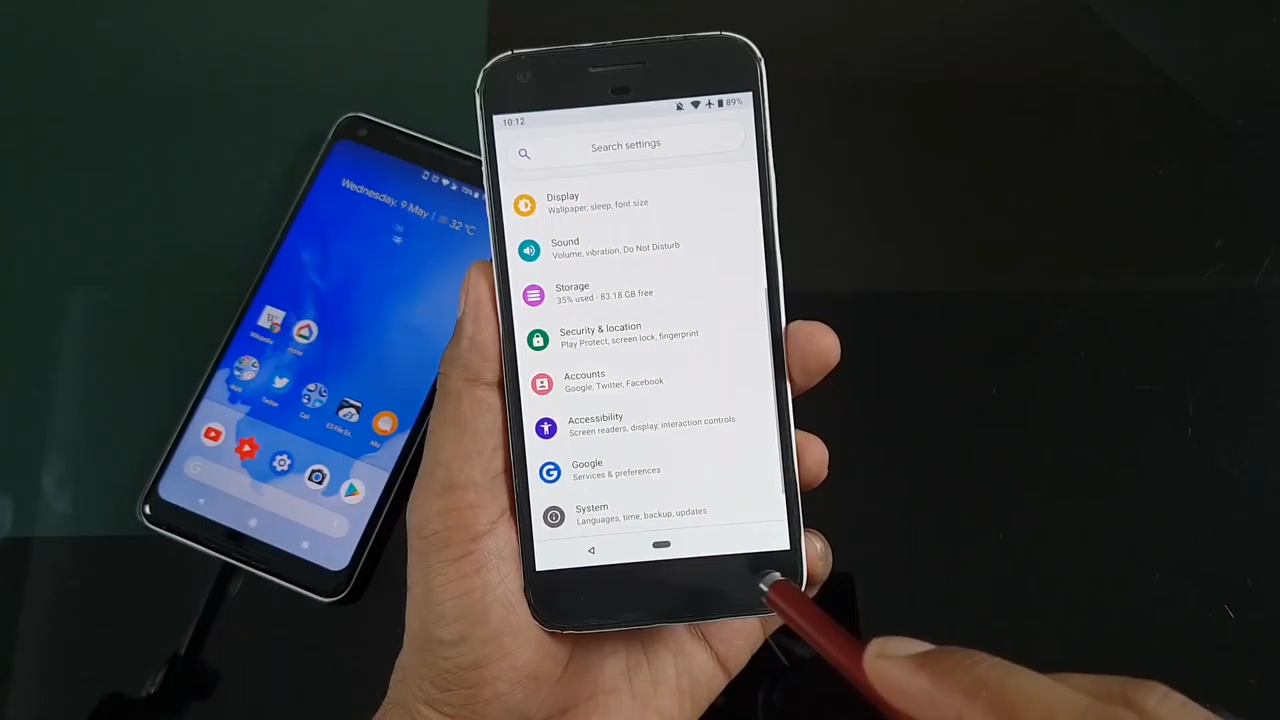 Wednesday, 9 May | 32 °C
Twitter
Call
10:12
89%
Search settings
Display
Wallpaper, sleep, font size
Sound
Volume, vibration, Do Not Disturb
Storage
35% used - 83.18 GB free
Security & location
Play Protect, screen lock, fingerprint
Accounts
Google, Twitter, Facebook
Accessibility
Screen readers, display, interaction controls
Google
Services & preferences
System
Languages, time, backup, updates